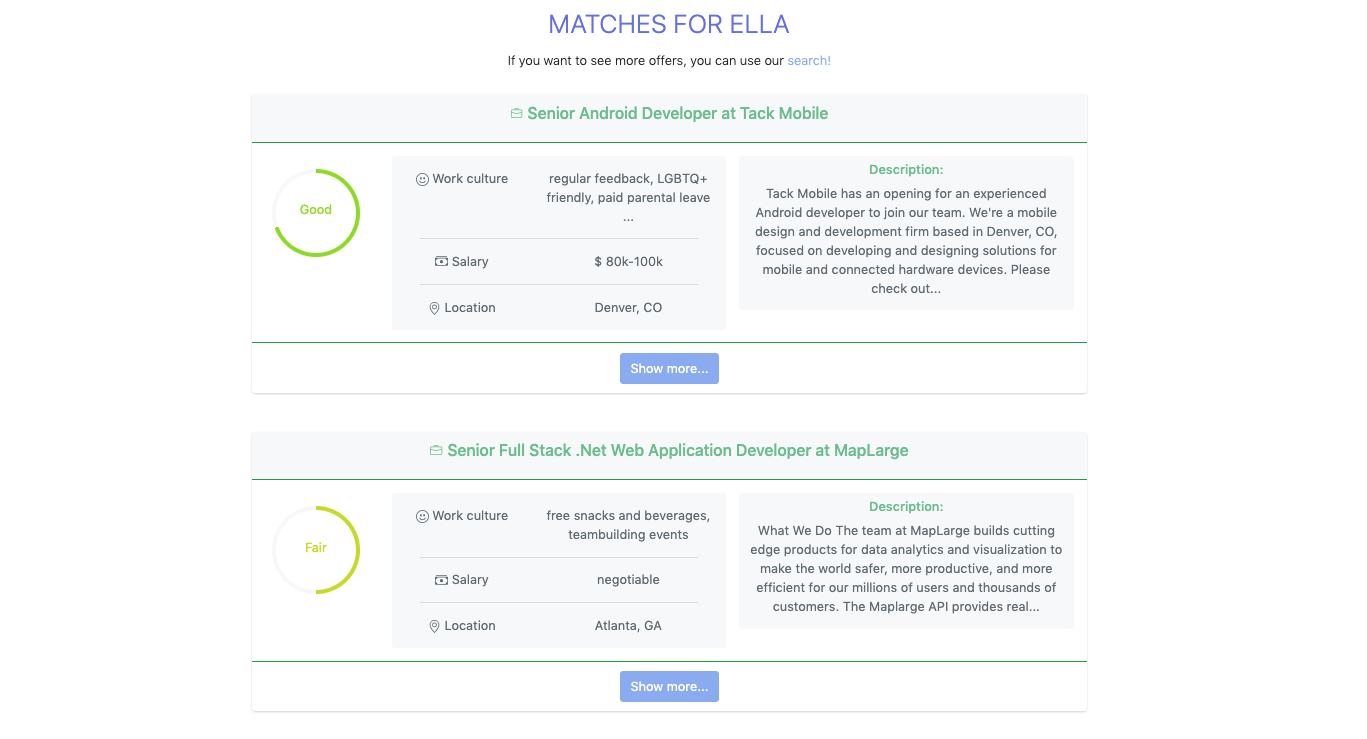 MATCHES FOR ELLA
If you want to see more offers, you can use our search!
Senior Android Developer at Tack Mobile
Good
Work culture
regular feedback, LGBTQ+
friendly, paid parental leave
...
Salary
$ 80k-100k
Location
Denver, CO
Description:
Tack Mobile has an opening for an experienced
Android developer to join our team. We're a mobile
design and development firm based in Denver, CO,
focused on developing and designing solutions for
mobile and connected hardware devices. Please
check out...
Show more...
Senior Full Stack .Net Web Application Developer at MapLarge
Fair
Work culture
free snacks and beverages,
teambuilding events
Salary
negotiable
Location
Atlanta, GA
Description:
What We Do The team at MapLarge builds cutting
edge products for data analytics and visualization to
make the world safer, more productive, and more
efficient for our millions of users and thousands of
customers. The Maplarge API provides real...
Show more...